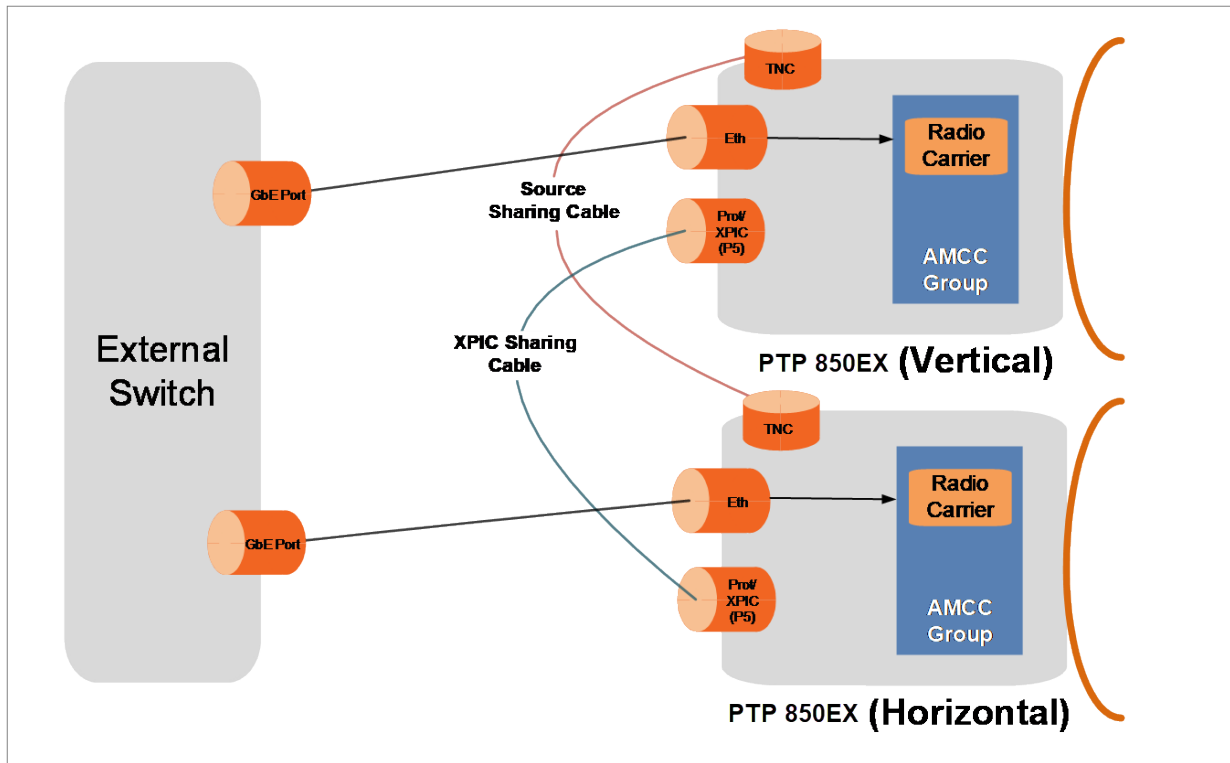 TNC
Eth
Radio
Carrier
GbE Port
Source
Sharing Cable
Prot/
XPIC
(P5)
AMCC
Group
External
Switch
XPIC Sharing
Cable
PTP 850EX (Vertical)
TNC
Eth
Radio
Carrier
GbE Port
Prot/
XPIC
(P5)
AMCC
Group
PTP 850EX (Horizontal)